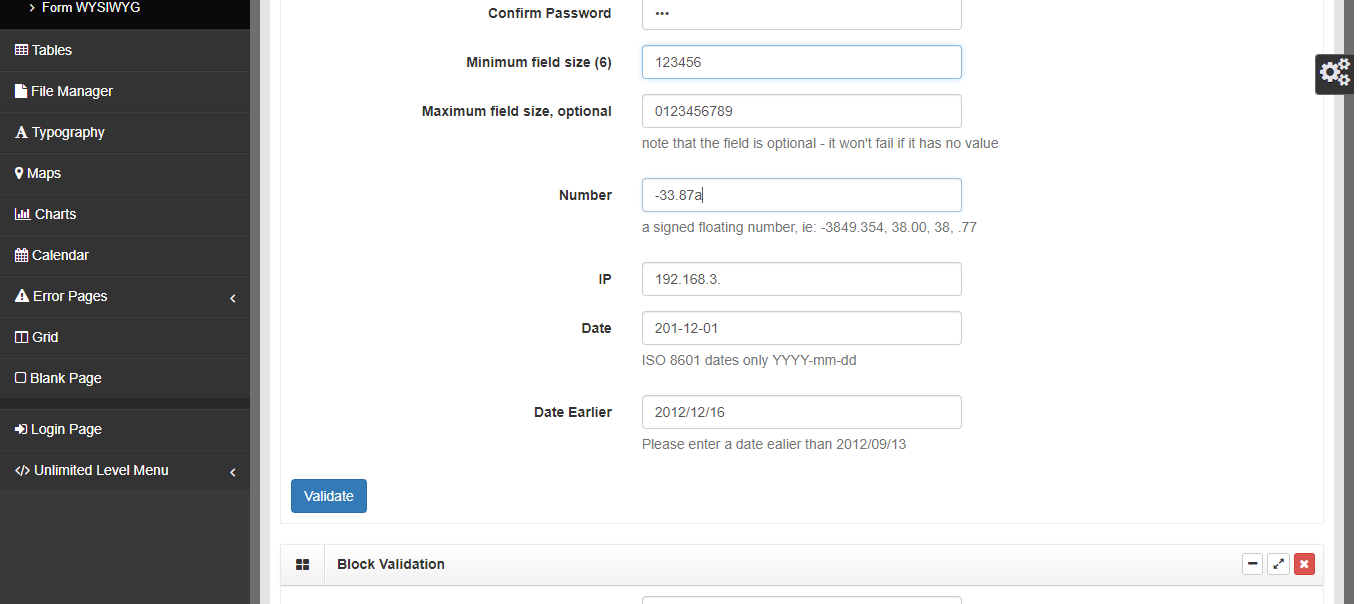 Form WYSIWYG
Tables
File Manager
Typography
Maps
Charts
Calendar
Error Pages
Grid
Blank Page
Login Page
Unlimited Level Menu
Confirm Password
•••
Minimum field size (6)
123456
Maximum field size, optional
0123456789
note that the field is optional - it won't fail if it has no value
Number
-33.87a
a signed floating number, ie: -3849.354, 38.00, 38, .77
IP
192.168.3.
Date
201-12-01
ISO 8601 dates only YYYY-mm-dd
Date Earlier
2012/12/16
Please enter a date ealier than 2012/09/13
Validate
Block Validation